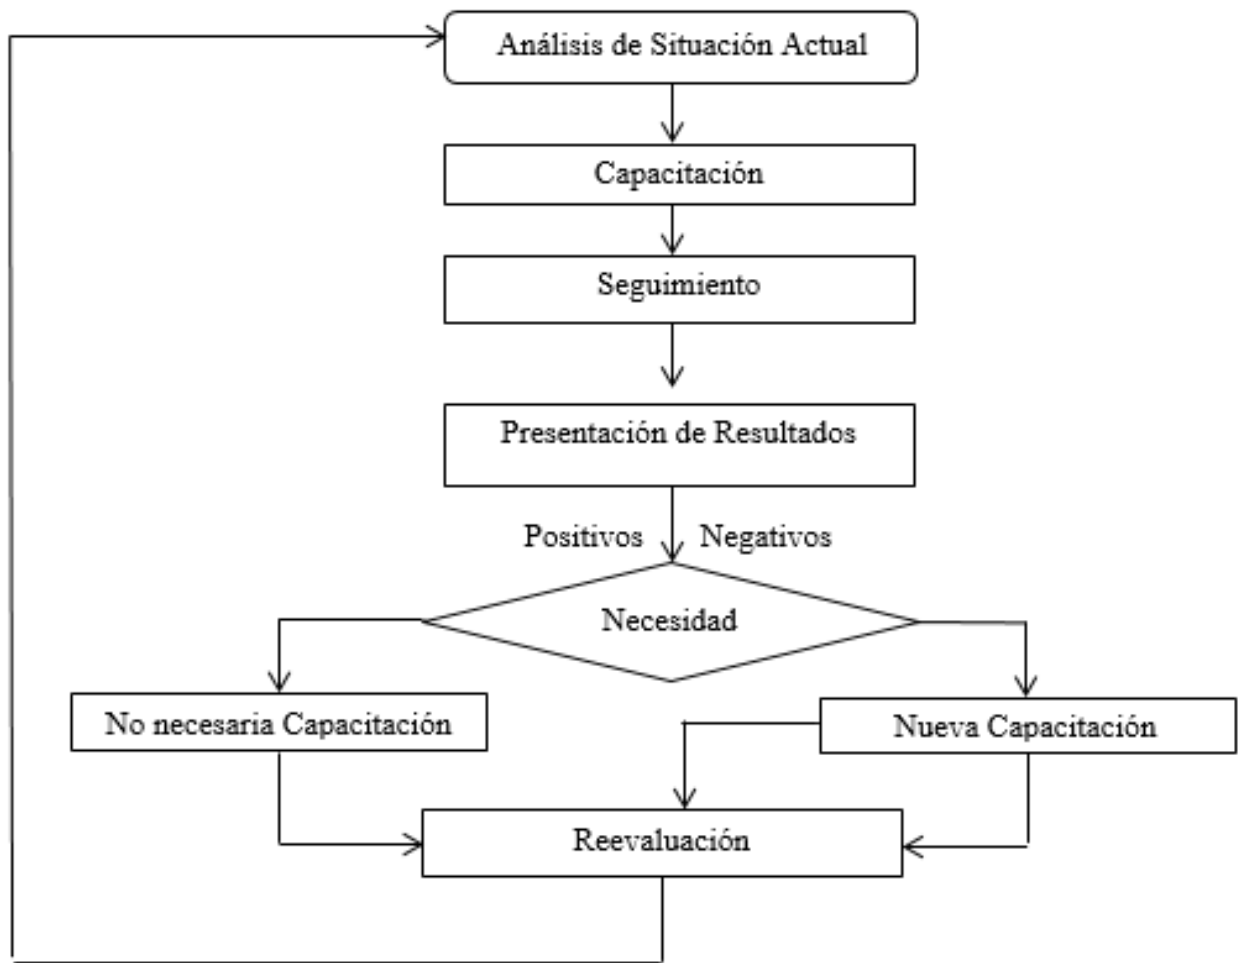 Análisis de Situación Actual
Capacitación
Seguimiento
Presentación de Resultados
Positivos Negativos
Necesidad
No necesaria Capacitación
Nueva Capacitación
Reevaluación